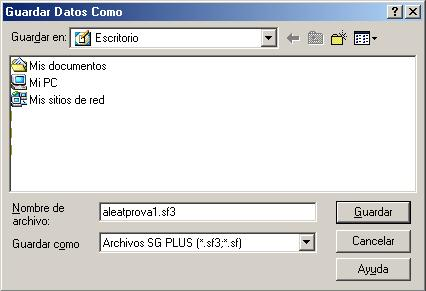 Guardar Datos Como
Guardar en: Escritorio
Mis documentos
Mi PC
Mis sitios de red
Nombre de archivo: aleatprova1.sf3 Guardar
Guardar como Archivos SG PLUS (*.sf3;*.sf) Cancelar
Ayuda